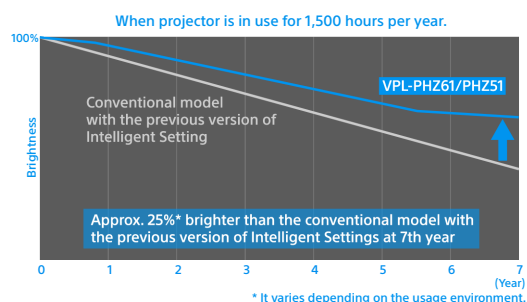 When projector is in use for 1,500 hours per year.
100%
VPL-PHZ61/PHZ51
Conventional model
with the previous version of
Intelligent Setting
Brightness
Approx. 25%* brighter than the conventional model with
the previous version of Intelligent Settings at 7th year
0 1 2 3 4 5 6 7
(Year)
* It varies depending on the usage environment.